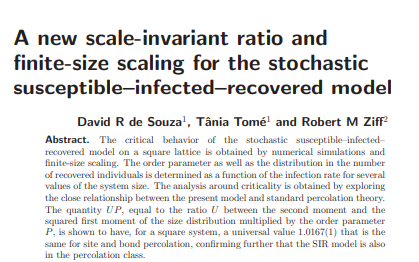 A new scale-invariant ratio and
finite-size scaling for the stochastic
susceptible–infected–recovered model
David R de Souza¹, Tânia Tomé¹ and Robert M Ziff²
Abstract. The critical behavior of the stochastic susceptible–infected–
recovered model on a square lattice is obtained by numerical simulations and
finite-size scaling. The order parameter as well as the distribution in the number
of recovered individuals is determined as a function of the infection rate for several
values of the system size. The analysis around criticality is obtained by exploring
the close relationship between the present model and standard percolation theory.
The quantity UP, equal to the ratio U between the second moment and the
squared first moment of the size distribution multiplied by the order parameter
P, is shown to have, for a square system, a universal value 1.0167(1) that is the
same for site and bond percolation, confirming further that the SIR model is also
in the percolation class.